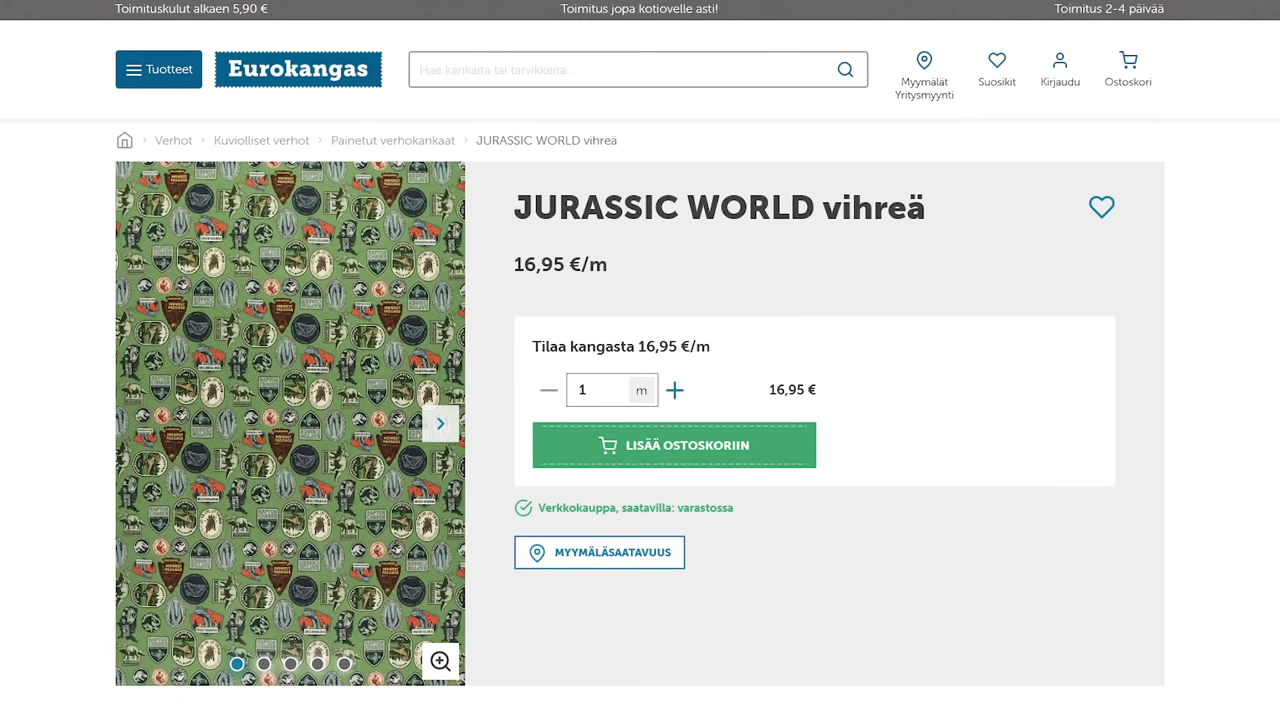 Toimituskulut alkaen 5,90 €
Toimitus jopa kotiovelle asti!
Toimitus 2-4 päivää
Tuotteet
Eurokangas
Hae kankaita tai tarvikkeita...
Myymälät
Yritysmyynti
Suosikit
Kirjaudu
Ostoskori
Verhot
Kuviolliset verhot
Painetut verhokankaat
JURASSIC WORLD vihreä
JURASSIC WORLD vihreä
16,95 €/m
Tilaa kangasta 16,95 €/m
1
m
16,95 €
LISÄÄ OSTOSKORIIN
Verkkokauppa, saatavilla: varastossa
MYYMÄLÄSAATAVUUS